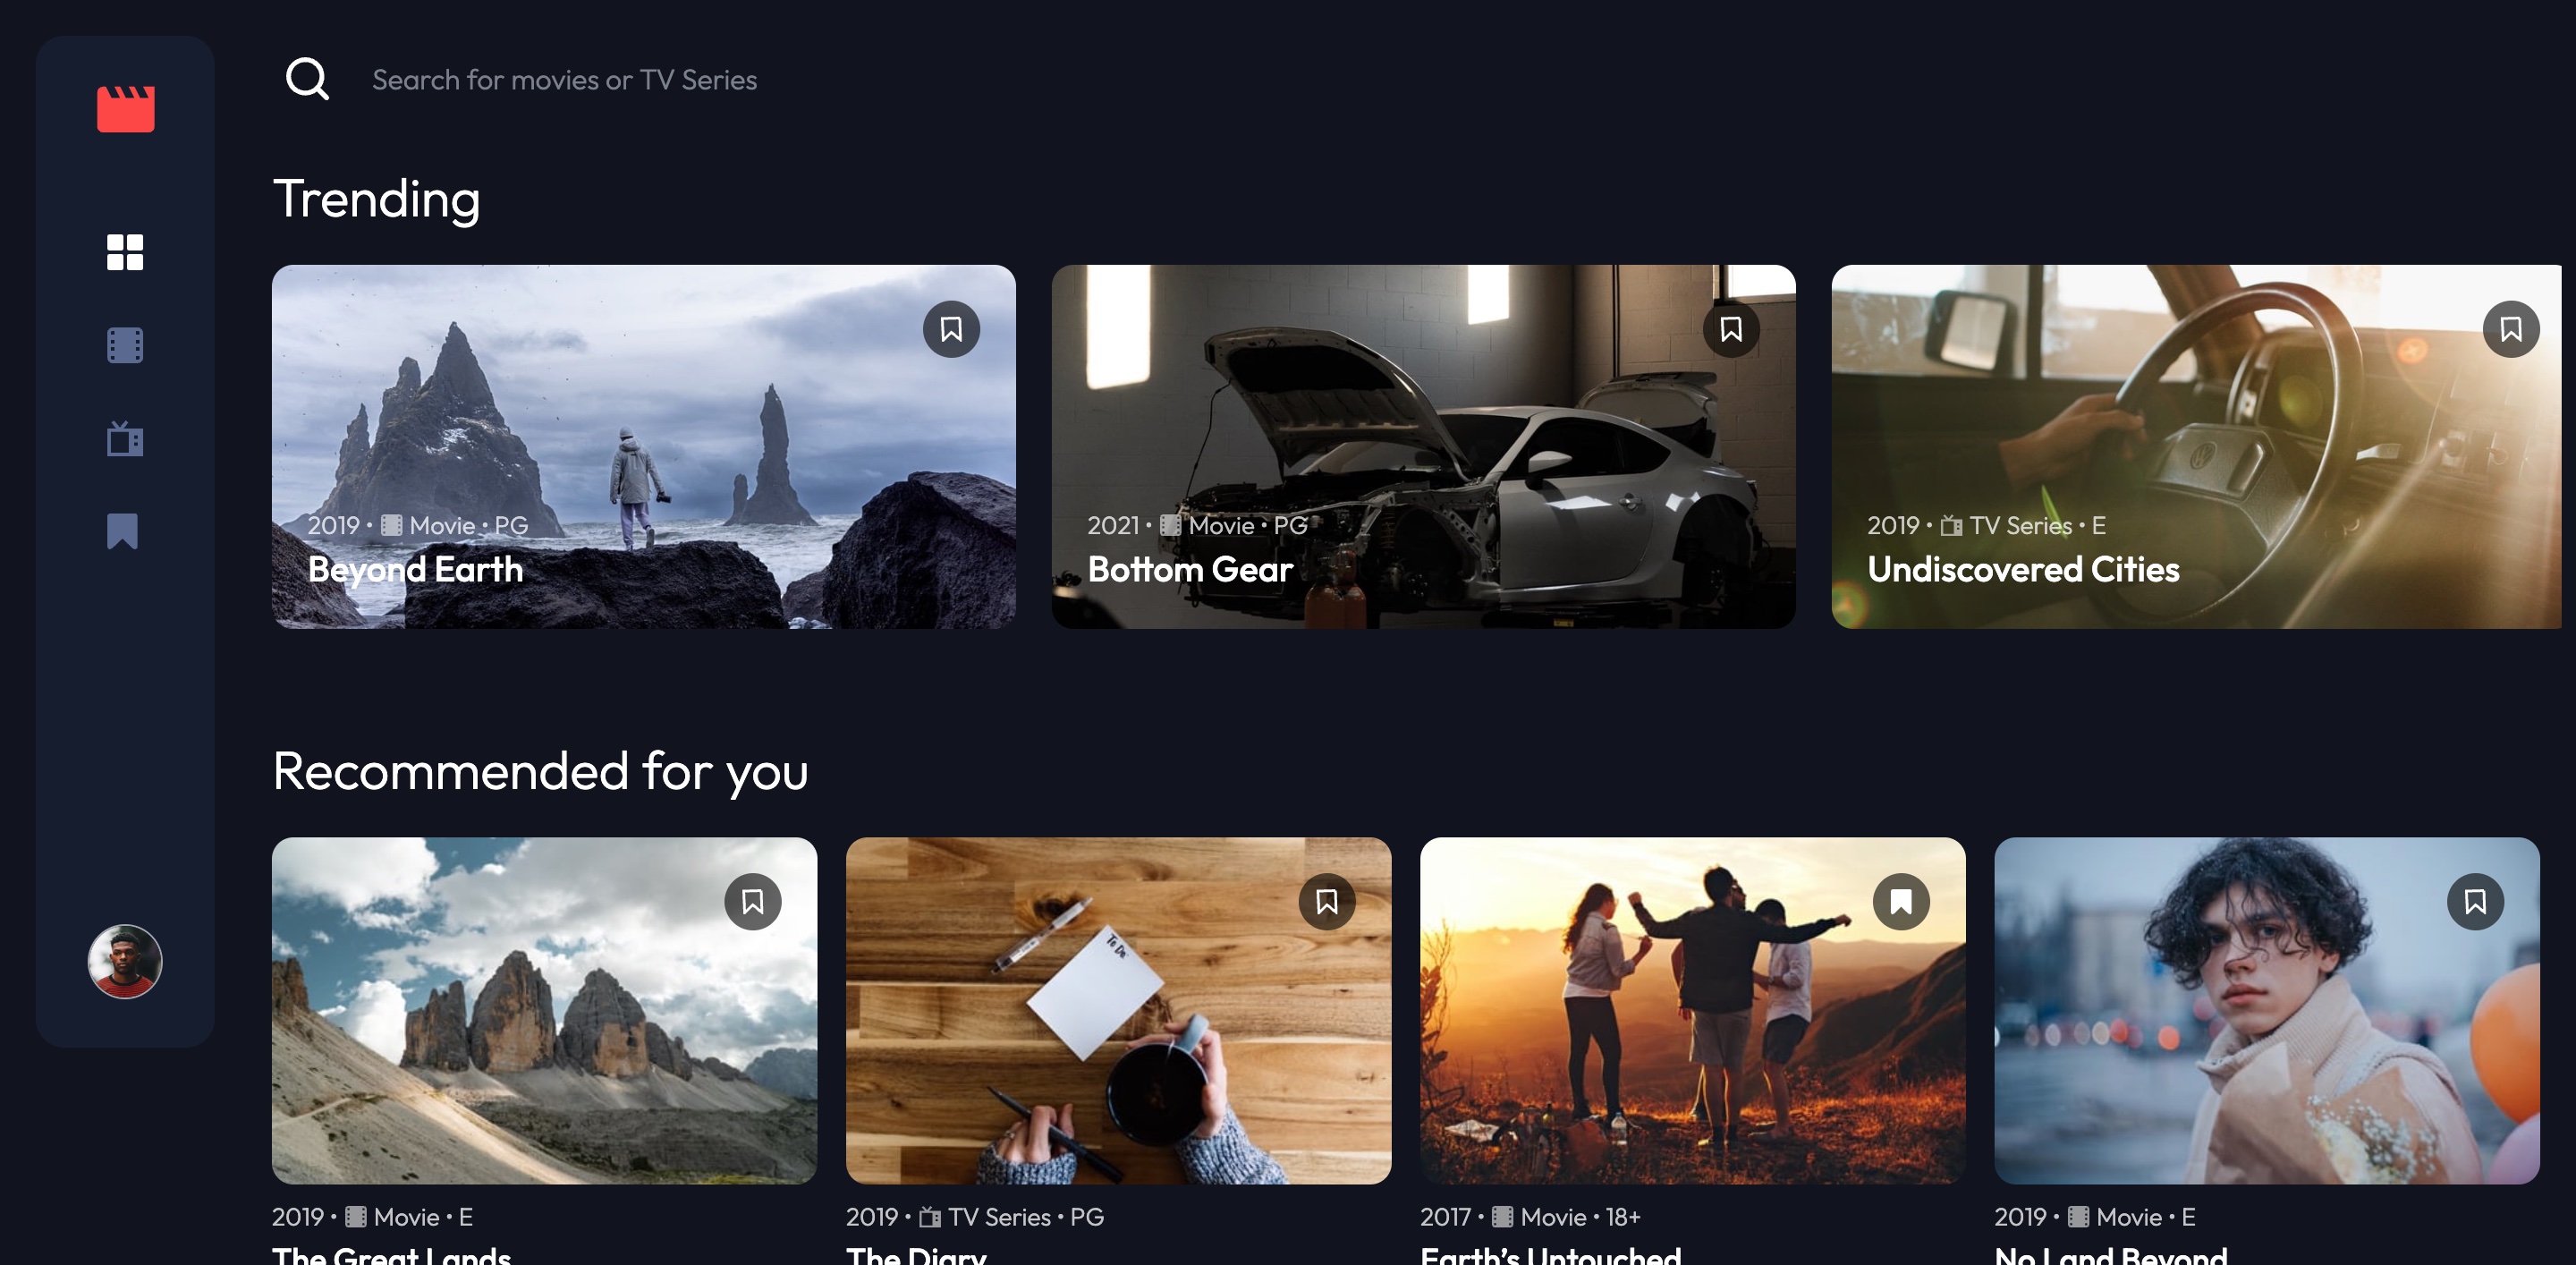 Search for movies or TV Series
Trending
2019 • Movie • PG
Beyond Earth
2021 • Movie • PG
Bottom Gear
2019 • TV Series • E
Undiscovered Cities
Recommended for you
To Do
2019 • Movie • E
The Great Lands
2019 • TV Series • PG
The Diary
2017 • Movie • 18+
Earth’s Untouched
2019 • Movie • E
No Land Beyond